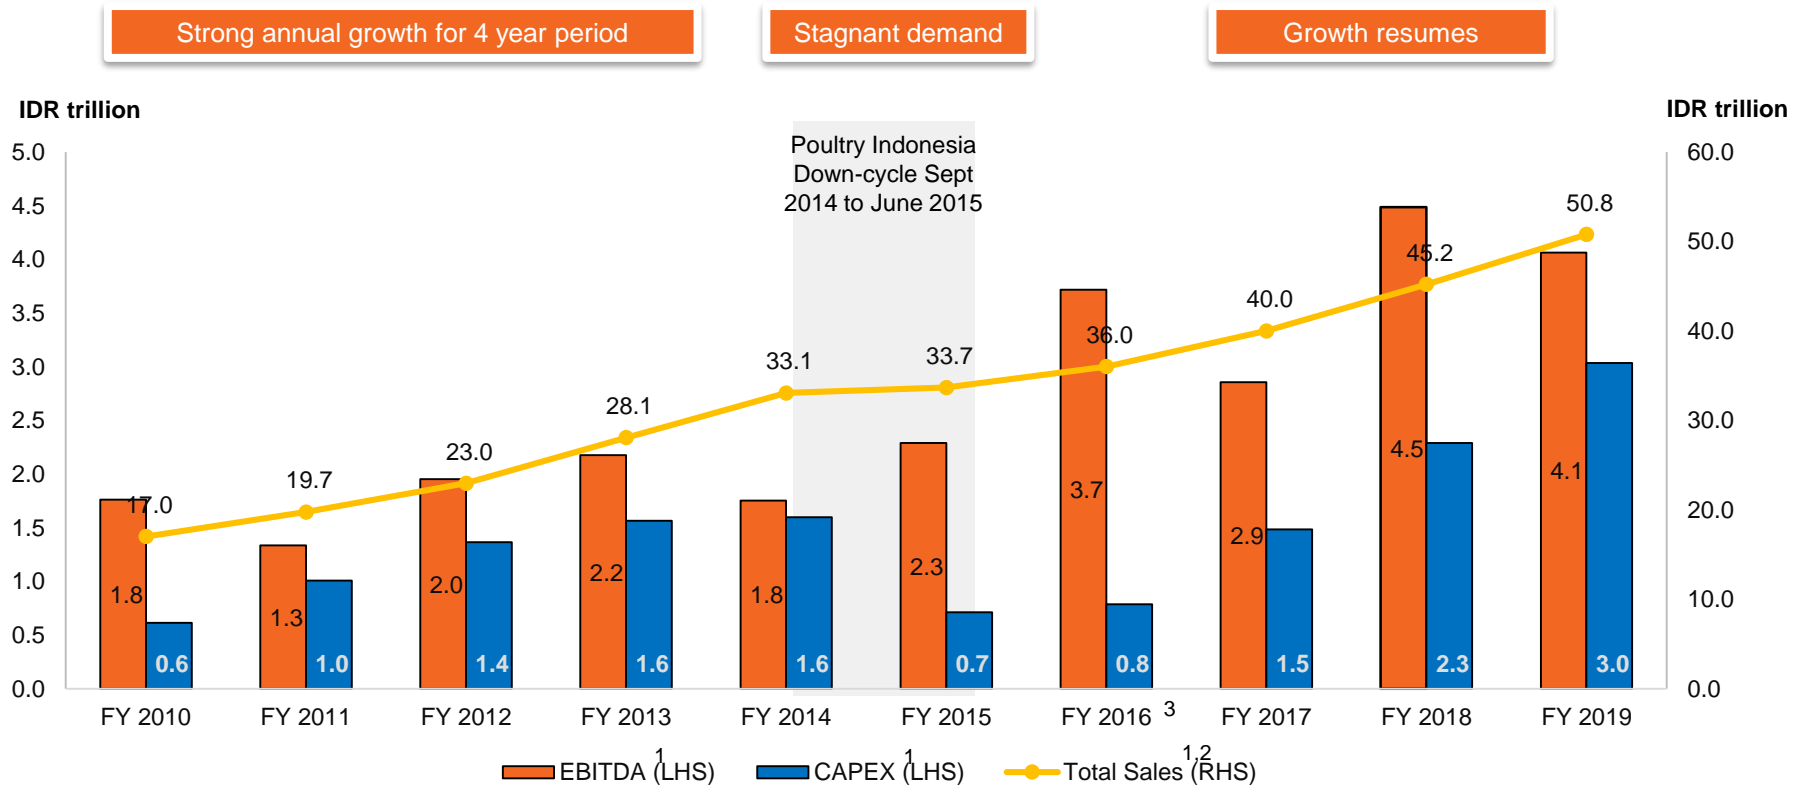 Strong annual growth for 4 year period
Stagnant demand
Growth resumes
IDR trillion
IDR trillion
Poultry Indonesia
Down-cycle Sept
2014 to June 2015
5.0
4.5
4.0
3.5
3.0
2.5
2.0
1.5
1.0
0.5
0.0
60.0
50.0
40.0
30.0
20.0
10.0
0.0
17.0
19.7
23.0
28.1
33.1
33.7
36.0
40.0
45.2
50.8
1.8
1.3
2.0
2.2
1.8
2.3
3.7
2.9
4.5
4.1
0.6
1.0
1.4
1.6
1.6
0.7
0.8
1.5
2.3
3.0
FY 2010
FY 2011
FY 2012
FY 2013
FY 2014
FY 2015
FY 2016 3
FY 2017
FY 2018
FY 2019
EBITDA (LHS) 1
CAPEX (LHS) 1
Total Sales (RHS) 1,2